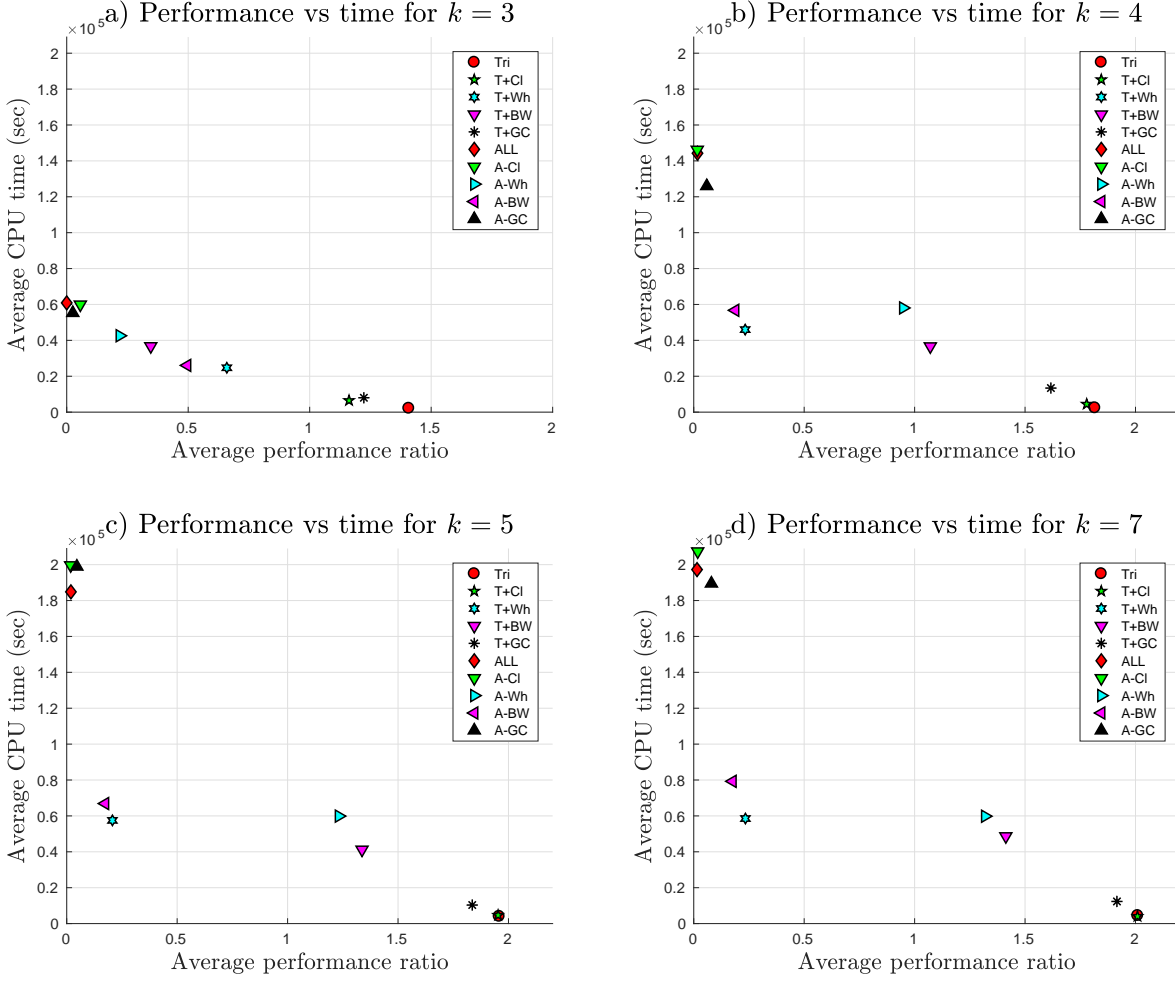 a) Performance vs time for k = 3
×10⁵
2
1.8
1.6
1.4
1.2
1
0.8
0.6
0.4
0.2
0
0 0.5 1 1.5 2
Average CPU time (sec)
Average performance ratio
Tri
T+Cl
T+Wh
T+BW
T+GC
ALL
A-Cl
A-Wh
A-BW
A-GC
b) Performance vs time for k = 4
×10⁵
2
1.8
1.6
1.4
1.2
1
0.8
0.6
0.4
0.2
0
0 0.5 1 1.5 2
Average CPU time (sec)
Average performance ratio
Tri
T+Cl
T+Wh
T+BW
T+GC
ALL
A-Cl
A-Wh
A-BW
A-GC
c) Performance vs time for k = 5
×10⁵
2
1.8
1.6
1.4
1.2
1
0.8
0.6
0.4
0.2
0
0 0.5 1 1.5 2
Average CPU time (sec)
Average performance ratio
Tri
T+Cl
T+Wh
T+BW
T+GC
ALL
A-Cl
A-Wh
A-BW
A-GC
d) Performance vs time for k = 7
×10⁵
2
1.8
1.6
1.4
1.2
1
0.8
0.6
0.4
0.2
0
0 0.5 1 1.5 2
Average CPU time (sec)
Average performance ratio
Tri
T+Cl
T+Wh
T+BW
T+GC
ALL
A-Cl
A-Wh
A-BW
A-GC